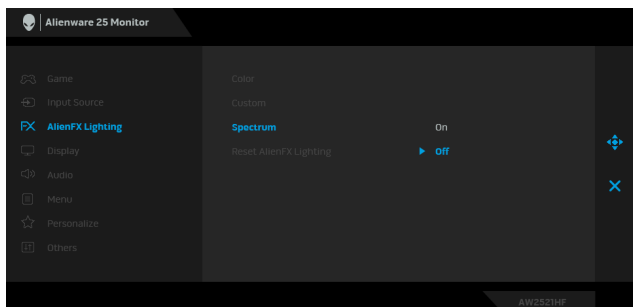 Alienware 25 Monitor
Game
Color
Input Source
Custom
FX AlienFX Lighting
Spectrum On
Display
Reset AlienFX Lighting Off
Audio
Menu
Personalize
Others
AW2521HF